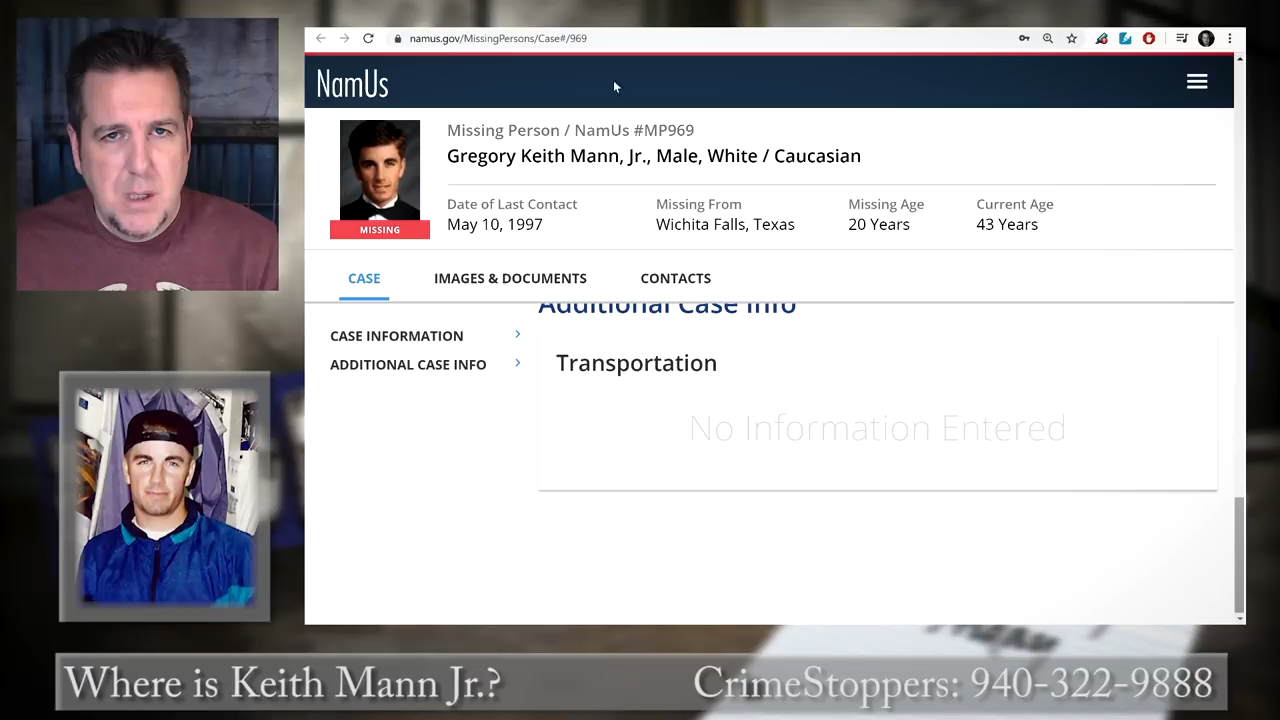 namus.gov/MissingPersons/Case#/969
NamUs
Missing Person / NamUs #MP969
Gregory Keith Mann, Jr., Male, White / Caucasian
MISSING
Date of Last Contact
May 10, 1997
Missing From
Wichita Falls, Texas
Missing Age
20 Years
Current Age
43 Years
CASE
IMAGES & DOCUMENTS
CONTACTS
CASE INFORMATION
ADDITIONAL CASE INFO
Additional Case Info
Transportation
No Information Entered
Where is Keith Mann Jr.?
CrimeStoppers: 940-322-9888